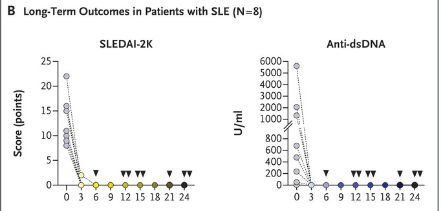 B Long-Term Outcomes in Patients with SLE (N=8)
SLEDAI-2K
Score (points)
25
20
15
10
5
0
0 3 6 9 12 15 18 21 24
Anti-dsDNA
U/ml
6000
5000
4000
3000
2000
1000
800
600
400
200
0
0 3 6 9 12 15 18 21 24